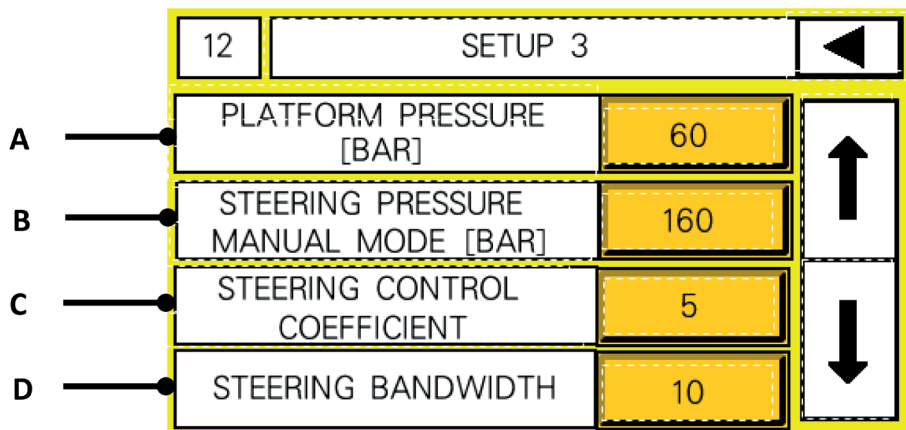 12
SETUP 3
A
PLATFORM PRESSURE
[BAR]
60
B
STEERING PRESSURE
MANUAL MODE [BAR]
160
C
STEERING CONTROL
COEFFICIENT
5
D
STEERING BANDWIDTH
10